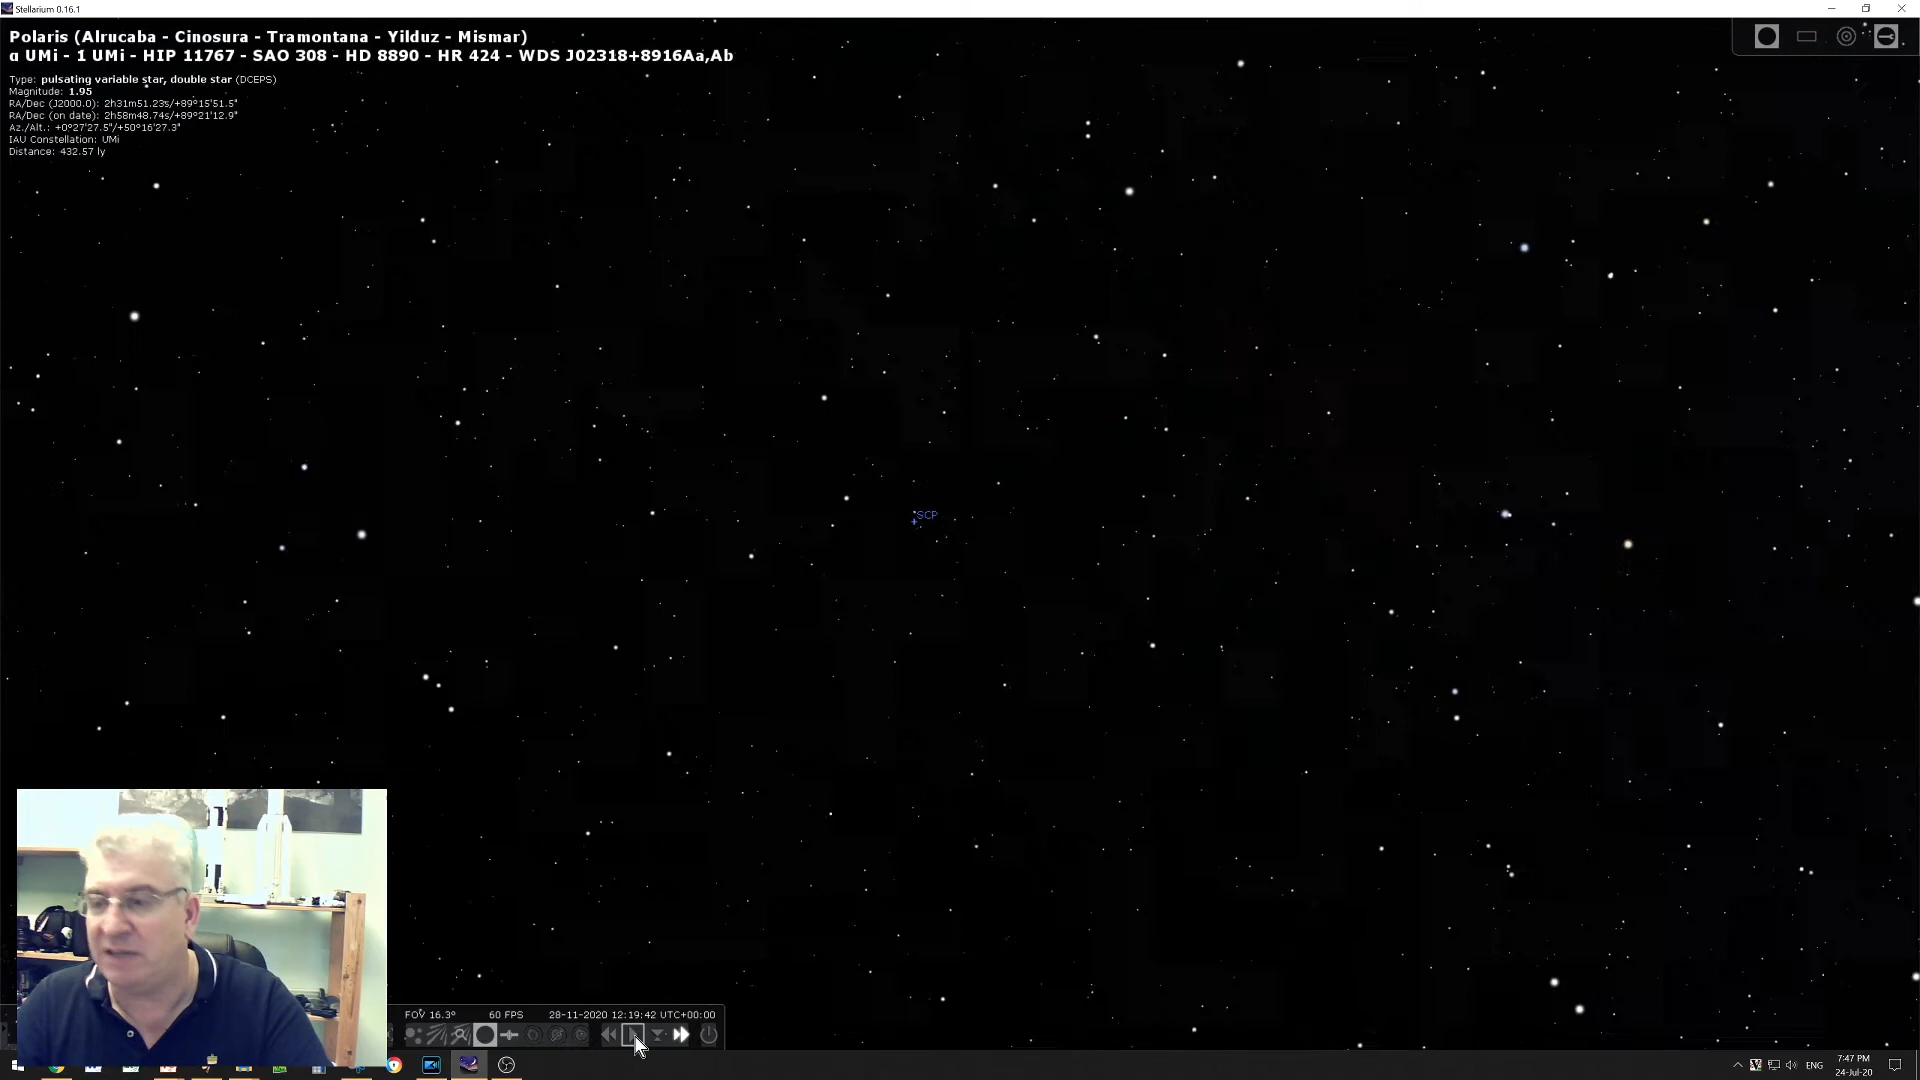 Stellarium 0.16.1
Polaris (Alrucaba - Cinosura - Tramontana - Yilduz - Mismar)
α UMi - 1 UMi - HIP 11767 - SAO 308 - HD 8890 - HR 424 - WDS J02318+8916Aa,Ab
Type: pulsating variable star, double star (DCEPS)
Magnitude: 1.95
RA/Dec (J2000.0): 2h31m51.23s/+89°15'51.5"
RA/Dec (on date): 2h58m48.74s/+89°21'12.9"
Az./Alt.: +0°27'27.5"/+50°16'27.3"
IAU Constellation: UMi
Distance: 432.57 ly
SCP
FOV 16.3° 60 FPS 28-11-2020 12:19:42 UTC+00:00
ENG
7:47 PM
24-Jul-20